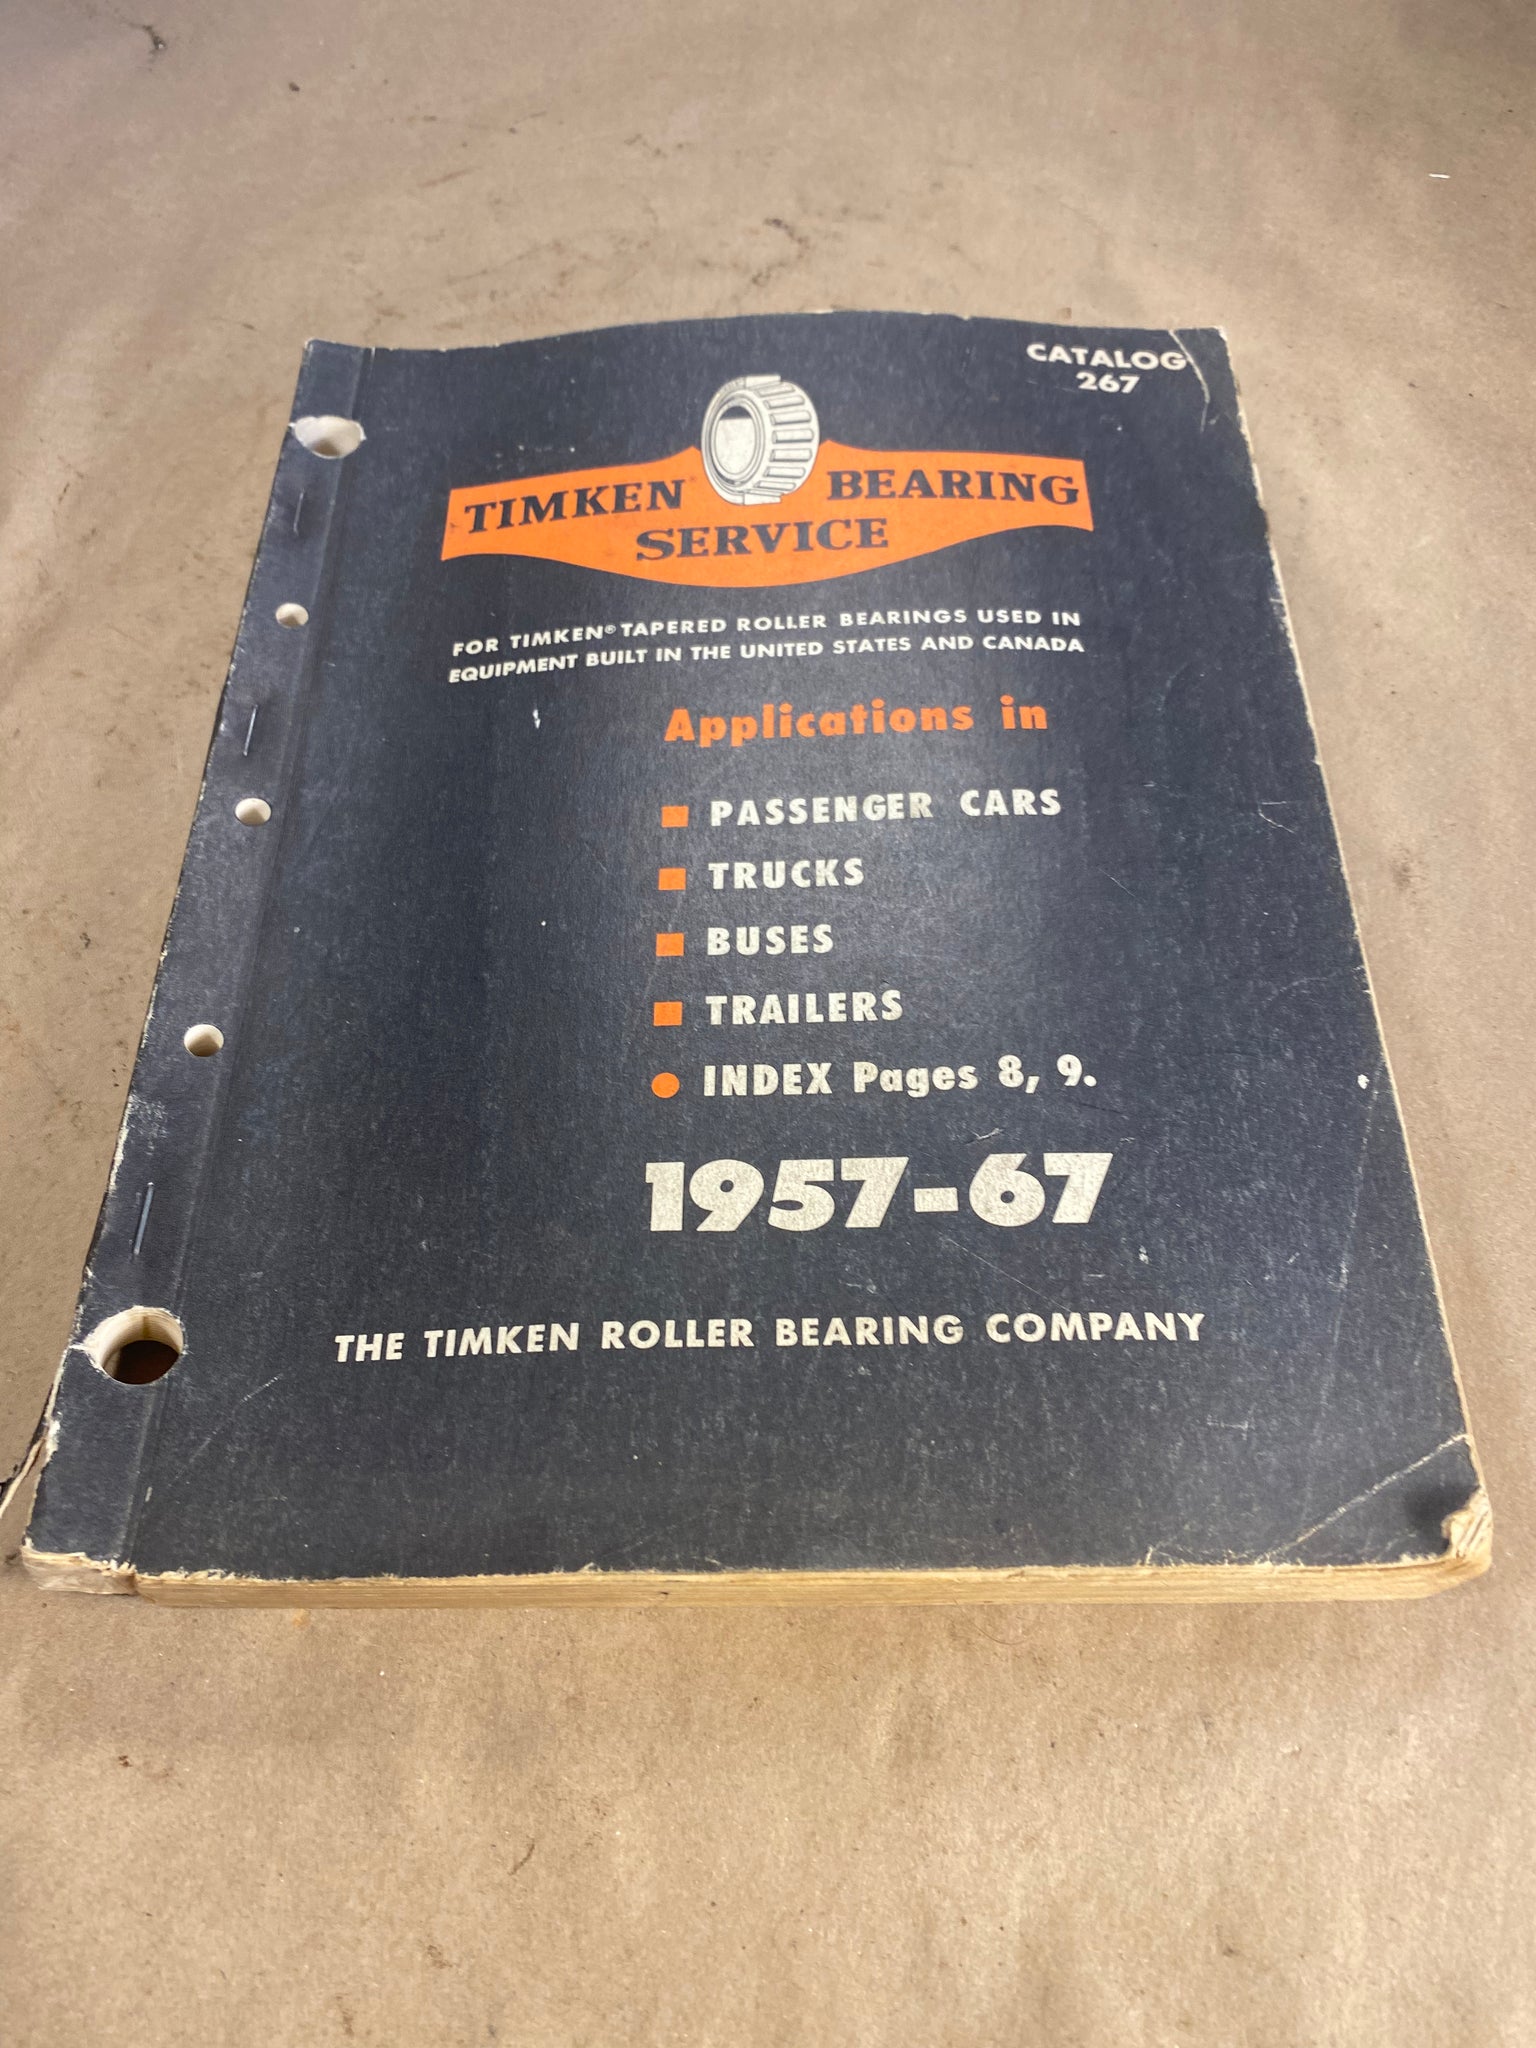 CATALOG
267
TIMKEN® BEARING
SERVICE
FOR TIMKEN® TAPERED ROLLER BEARINGS USED IN
EQUIPMENT BUILT IN THE UNITED STATES AND CANADA
Applications in
PASSENGER CARS
TRUCKS
BUSES
TRAILERS
INDEX Pages 8, 9.
1957-67
THE TIMKEN ROLLER BEARING COMPANY